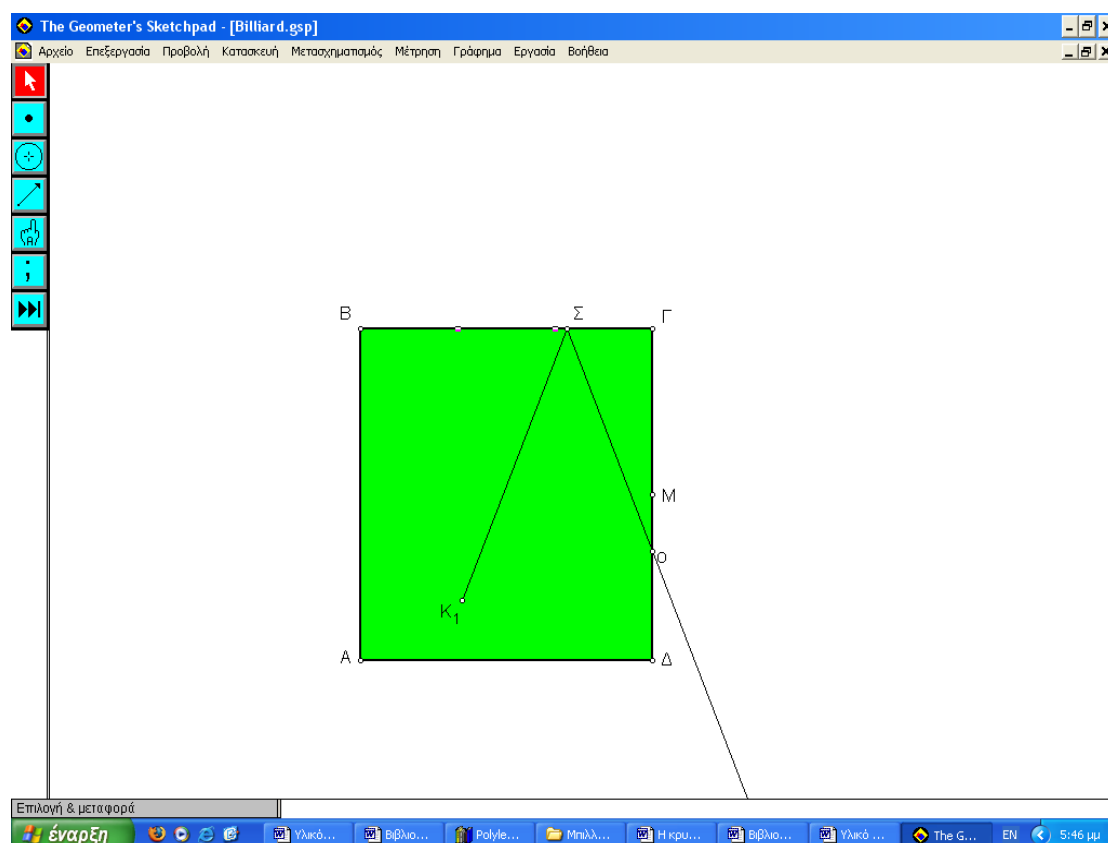 The Geometer's Sketchpad - [Billiard.gsp]
Αρχείο Επεξεργασία Προβολή Κατασκευή Μετασχηματισμός Μέτρηση Γράφημα Εργασία Βοήθεια
A
;
Β Σ Γ
Μ
Ο
Κ1
Α Δ
Επιλογή & μεταφορά
έναρξη Υλικό... Βιβλιο... Polyle... Μπιλλ... Η κρυ... Βιβλιο... Υλικό ... The G... EN 5:46 μμ